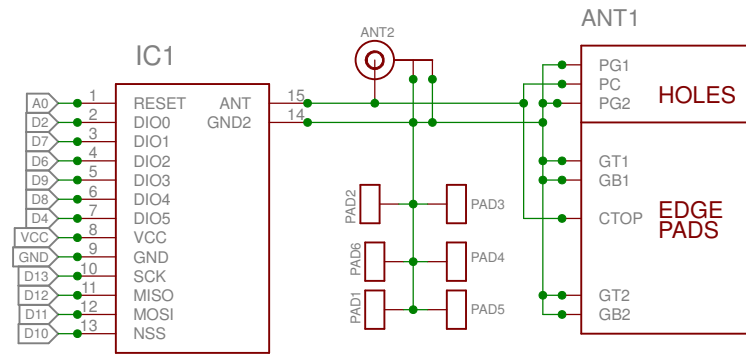 ANT1
ANT2
IC1
PG1
PC
PG2
HOLES
A0 1 RESET ANT 15
D2 2 DIO0 GND2 14
D7 3 DIO1
D6 4 DIO2
D9 5 DIO3
D8 6 DIO4
D4 7 DIO5
VCC 8 VCC
GND 9 GND
D13 10 SCK
D12 11 MISO
D11 12 MOSI
D10 13 NSS
PAD2
PAD3
PAD6
PAD4
PAD1
PAD5
GT1
GB1
CTOP
EDGE
PADS
GT2
GB2